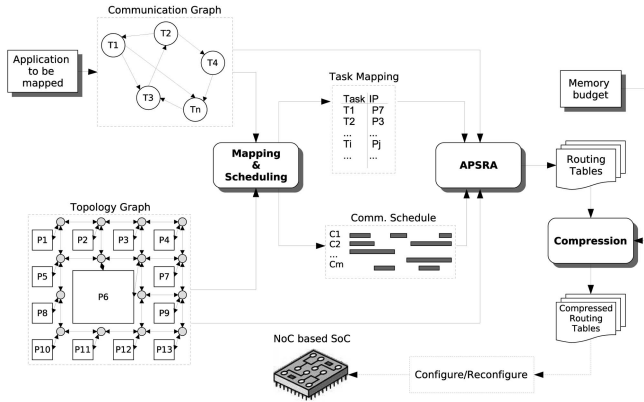 Communication Graph
T1
T2
T4
T3
Tn
Application
to be
mapped
Task Mapping
Task IP
T1 P7
T2 P3
... ...
Ti Pj
... ...
Memory
budget
Mapping
&
Scheduling
APSRA
Routing
Tables
Topology Graph
P1 P2 P3 P4
P5 P6 P7
P8 P9
P10 P11 P12 P13
Comm. Schedule
C1
C2
...
Cm
Compression
Compressed
Routing
Tables
NoC based SoC
Configure/Reconfigure